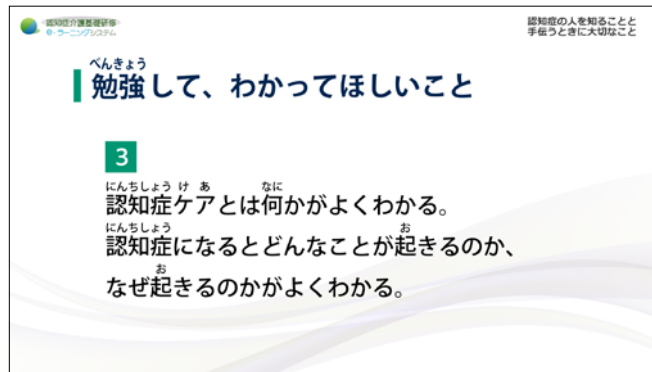 認知症介護基礎研修
e-ラーニングシステム
認知症の人を知ることと
手伝うときに大切なこと
べんきょう
勉強して、わかってほしいこと
3
にんちしょう け あ なに
認知症ケアとは何かがよくわかる。
にんちしょう お
認知症になるとどんなことが起きるのか、
お
なぜ起きるのかがよくわかる。